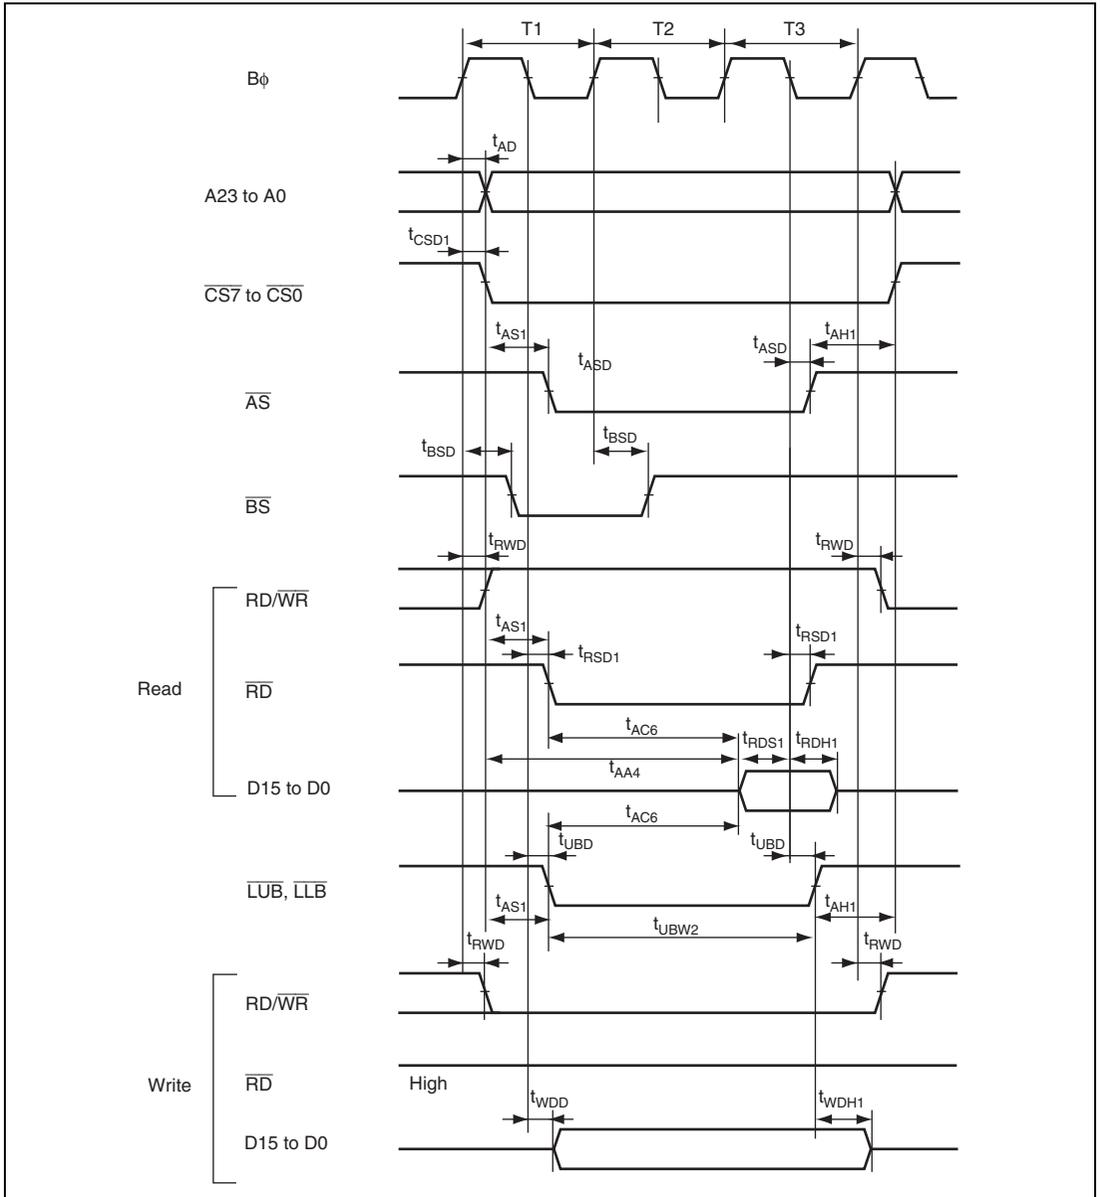 T1 T2 T3
Bϕ
tAD
A23 to A0
tCSD1
CS7 to CS0
tAS1 tASD tASD tAH1
AS
tBSD tBSD
BS
tRWD tRWD
RD/WR
tAS1 tRSD1 tRSD1
Read
RD
tAC6
tRDS1 tRDH1
tAA4
D15 to D0
tAC6
tUBD tUBD
LUB, LLB
tAS1 tUBW2 tAH1
tRWD tRWD
RD/WR
Write
RD
High
tWDD tWDH1
D15 to D0